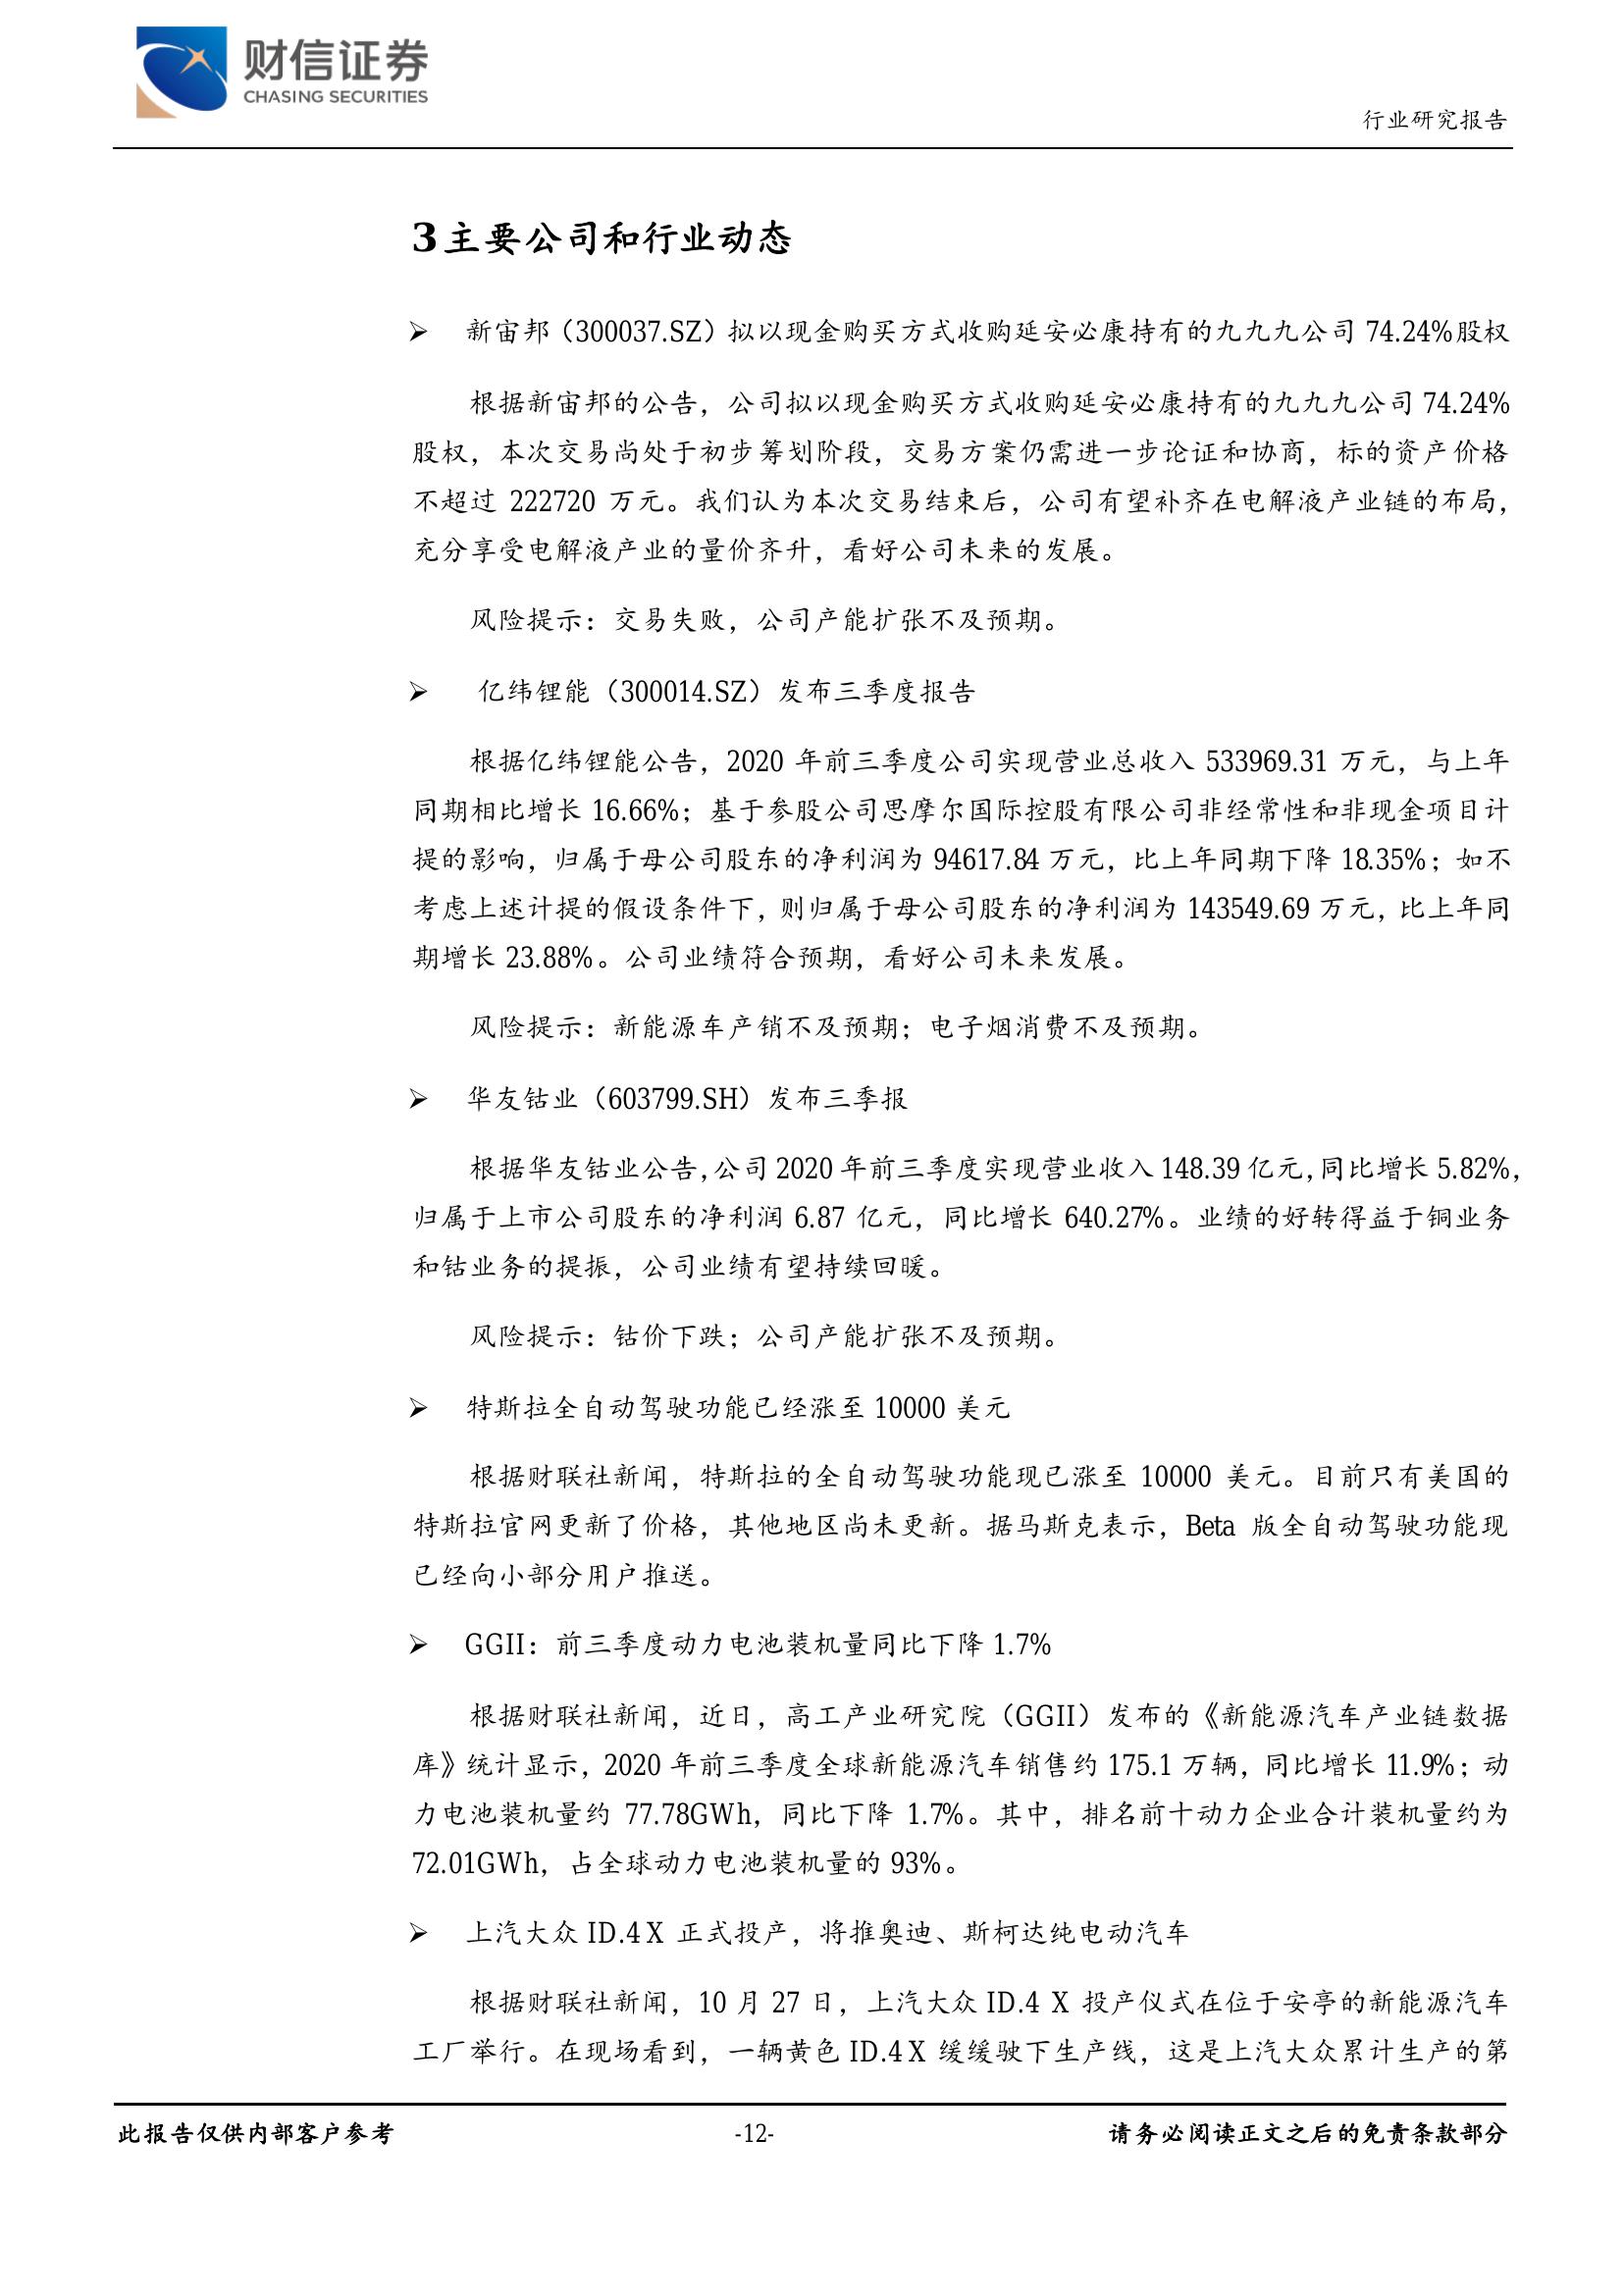 财信证券
CHASING SECURITIES
行业研究报告
3 主要公司和行业动态
➢ 新宙邦（300037.SZ）拟以现金购买方式收购延安必康持有的九九九公司 74.24%股权
根据新宙邦的公告，公司拟以现金购买方式收购延安必康持有的九九九公司 74.24%
股权，本次交易尚处于初步筹划阶段，交易方案仍需进一步论证和协商，标的资产价格
不超过 222720 万元。我们认为本次交易结束后，公司有望补齐在电解液产业链的布局，
充分享受电解液产业的量价齐升，看好公司未来的发展。
风险提示：交易失败，公司产能扩张不及预期。
➢ 亿纬锂能（300014.SZ）发布三季度报告
根据亿纬锂能公告，2020 年前三季度公司实现营业总收入 533969.31 万元，与上年
同期相比增长 16.66%；基于参股公司思摩尔国际控股有限公司非经常性和非现金项目计
提的影响，归属于母公司股东的净利润为 94617.84 万元，比上年同期下降 18.35%；如不
考虑上述计提的假设条件下，则归属于母公司股东的净利润为 143549.69 万元，比上年同
期增长 23.88%。公司业绩符合预期，看好公司未来发展。
风险提示：新能源车产销不及预期；电子烟消费不及预期。
➢ 华友钴业（603799.SH）发布三季报
根据华友钴业公告，公司 2020 年前三季度实现营业收入 148.39 亿元，同比增长 5.82%，
归属于上市公司股东的净利润 6.87 亿元，同比增长 640.27%。业绩的好转得益于铜业务
和钴业务的提振，公司业绩有望持续回暖。
风险提示：钴价下跌；公司产能扩张不及预期。
➢ 特斯拉全自动驾驶功能已经涨至 10000 美元
根据财联社新闻，特斯拉的全自动驾驶功能现已涨至 10000 美元。目前只有美国的
特斯拉官网更新了价格，其他地区尚未更新。据马斯克表示，Beta 版全自动驾驶功能现
已经向小部分用户推送。
➢ GGII：前三季度动力电池装机量同比下降 1.7%
根据财联社新闻，近日，高工产业研究院（GGII）发布的《新能源汽车产业链数据
库》统计显示，2020 年前三季度全球新能源汽车销售约 175.1 万辆，同比增长 11.9%；动
力电池装机量约 77.78GWh，同比下降 1.7%。其中，排名前十动力企业合计装机量约为
72.01GWh，占全球动力电池装机量的 93%。
➢ 上汽大众 ID.4 X 正式投产，将推奥迪、斯柯达纯电动汽车
根据财联社新闻，10 月 27 日，上汽大众 ID.4 X 投产仪式在位于安亭的新能源汽车
工厂举行。在现场看到，一辆黄色 ID.4 X 缓缓驶下生产线，这是上汽大众累计生产的第
此报告仅供内部客户参考 -12- 请务必阅读正文之后的免责条款部分